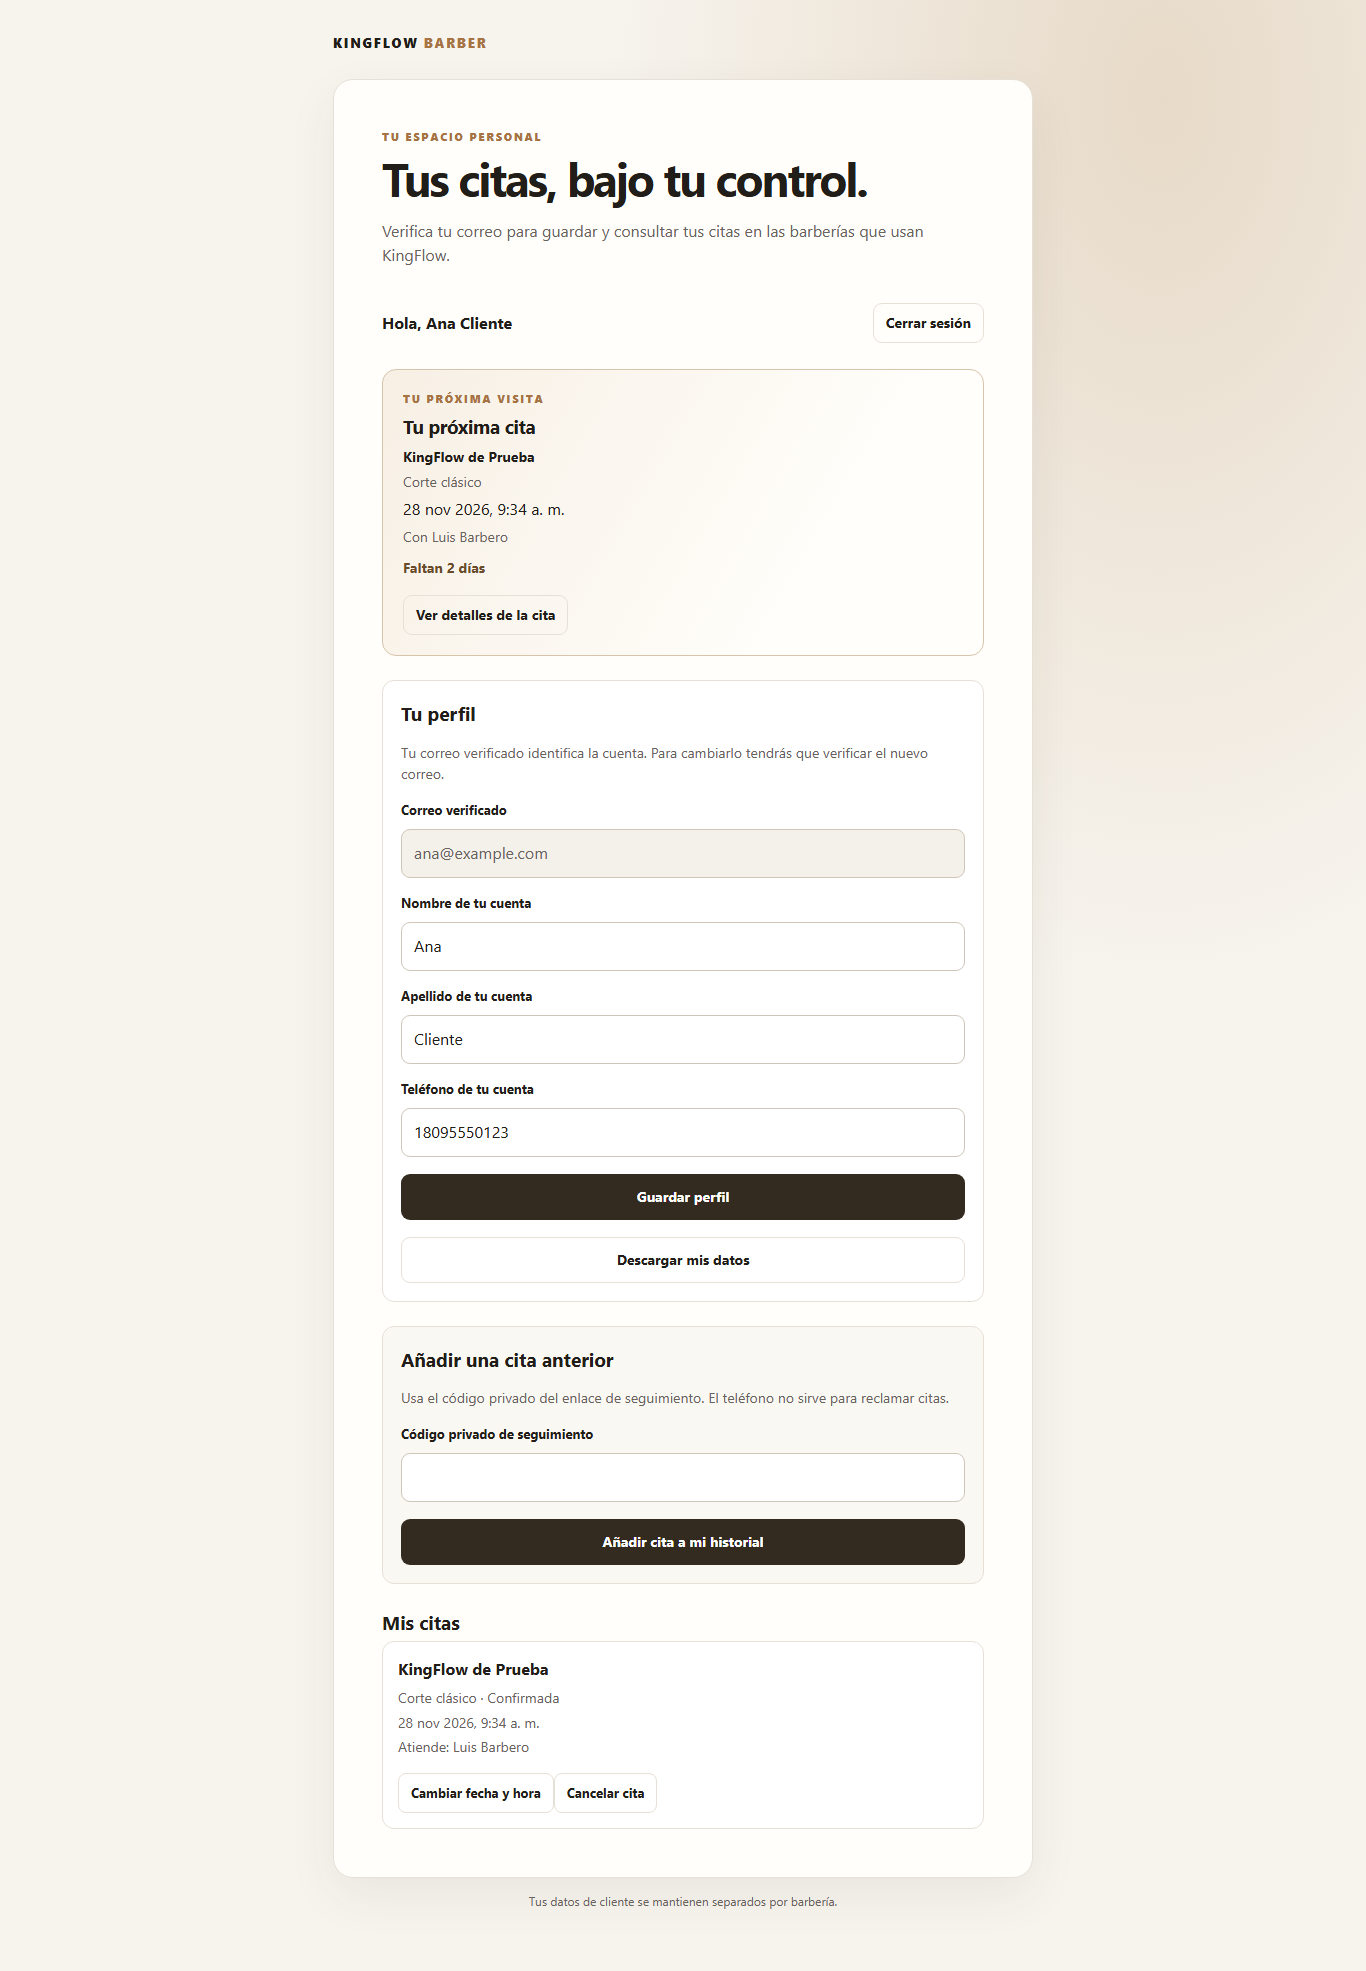 KINGFLOW BARBER
TU ESPACIO PERSONAL
Tus citas, bajo tu control.
Verifica tu correo para guardar y consultar tus citas en las barberías que usan
KingFlow.
Hola, Ana Cliente
Cerrar sesión
TU PRÓXIMA VISITA
Tu próxima cita
KingFlow de Prueba
Corte clásico
28 nov 2026, 9:34 a. m.
Con Luis Barbero
Faltan 2 días
Ver detalles de la cita
Tu perfil
Tu correo verificado identifica la cuenta. Para cambiarlo tendrás que verificar el nuevo
correo.
Correo verificado
ana@example.com
Nombre de tu cuenta
Ana
Apellido de tu cuenta
Cliente
Teléfono de tu cuenta
18095550123
Guardar perfil
Descargar mis datos
Añadir una cita anterior
Usa el código privado del enlace de seguimiento. El teléfono no sirve para reclamar citas.
Código privado de seguimiento
Añadir cita a mi historial
Mis citas
KingFlow de Prueba
Corte clásico · Confirmada
28 nov 2026, 9:34 a. m.
Atiende: Luis Barbero
Cambiar fecha y hora
Cancelar cita
Tus datos de cliente se mantienen separados por barbería.